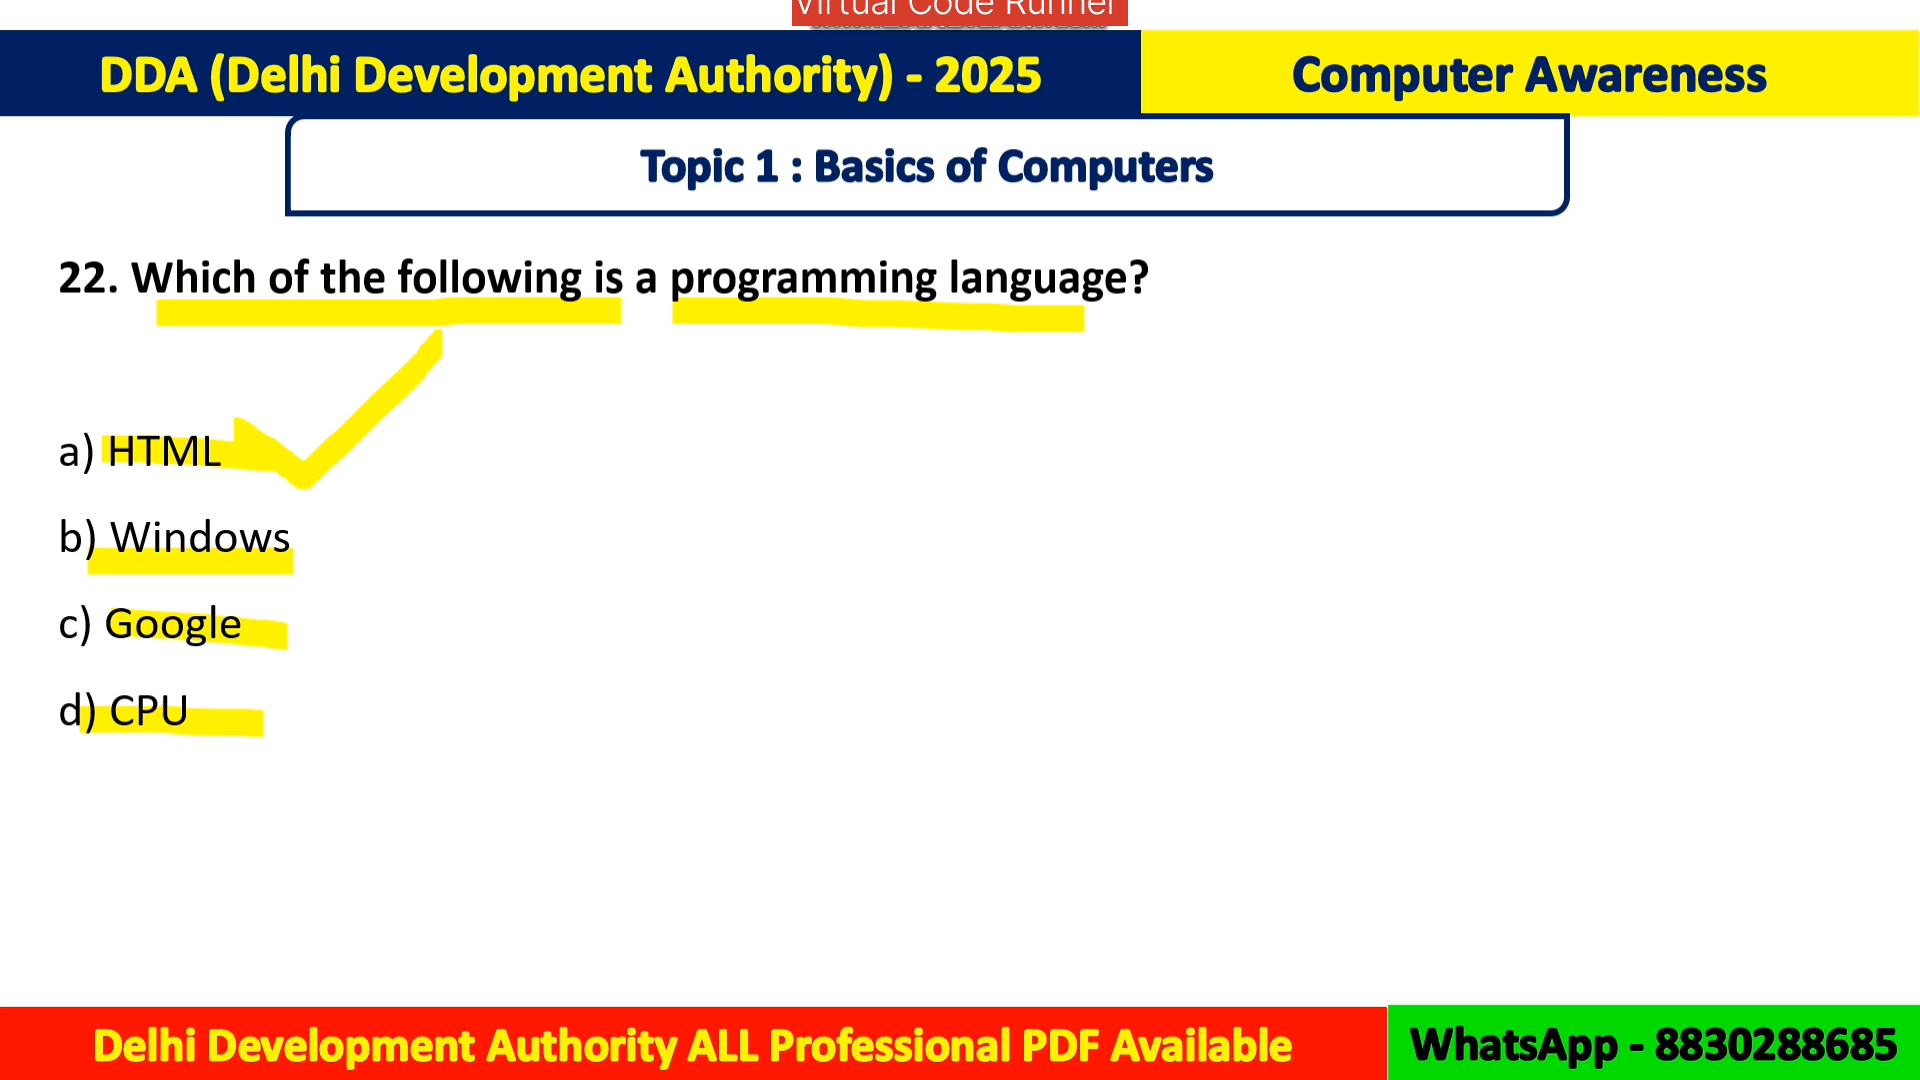 Virtual Code Runner
DDA (Delhi Development Authority) - 2025
Computer Awareness
Topic 1 : Basics of Computers
22. Which of the following is a programming language?
a) HTML
b) Windows
c) Google
d) CPU
Delhi Development Authority ALL Professional PDF Available
WhatsApp - 8830288685